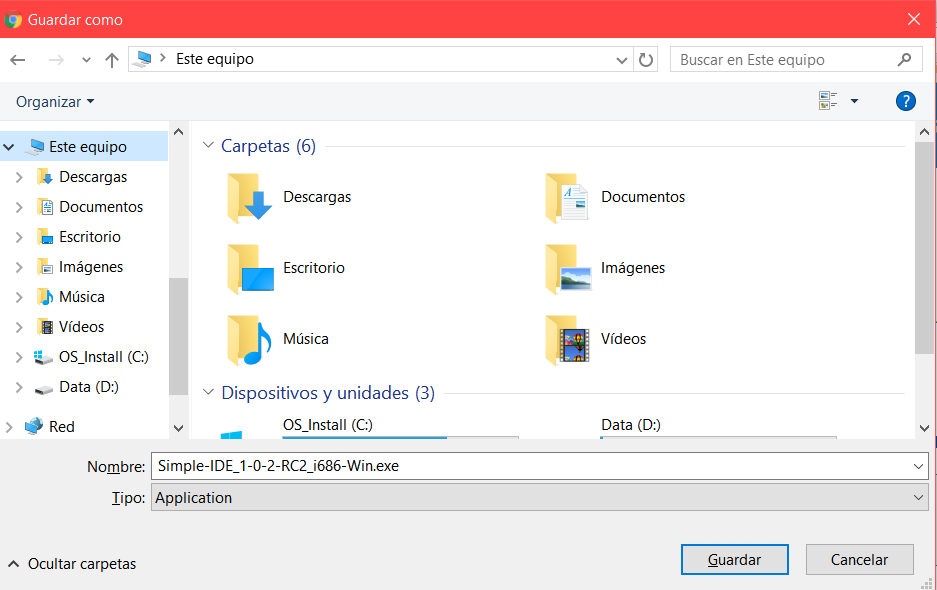 Guardar como
Este equipo
Buscar en Este equipo
Organizar
?
Este equipo
Descargas
Documentos
Escritorio
Imágenes
Música
Vídeos
OS_Install (C:)
Data (D:)
Red
Carpetas (6)
Descargas
Documentos
Escritorio
Imágenes
Música
Vídeos
Dispositivos y unidades (3)
OS_Install (C:)
Data (D:)
Nombre: Simple-IDE_1-0-2-RC2_i686-Win.exe
Tipo: Application
Ocultar carpetas
Guardar
Cancelar